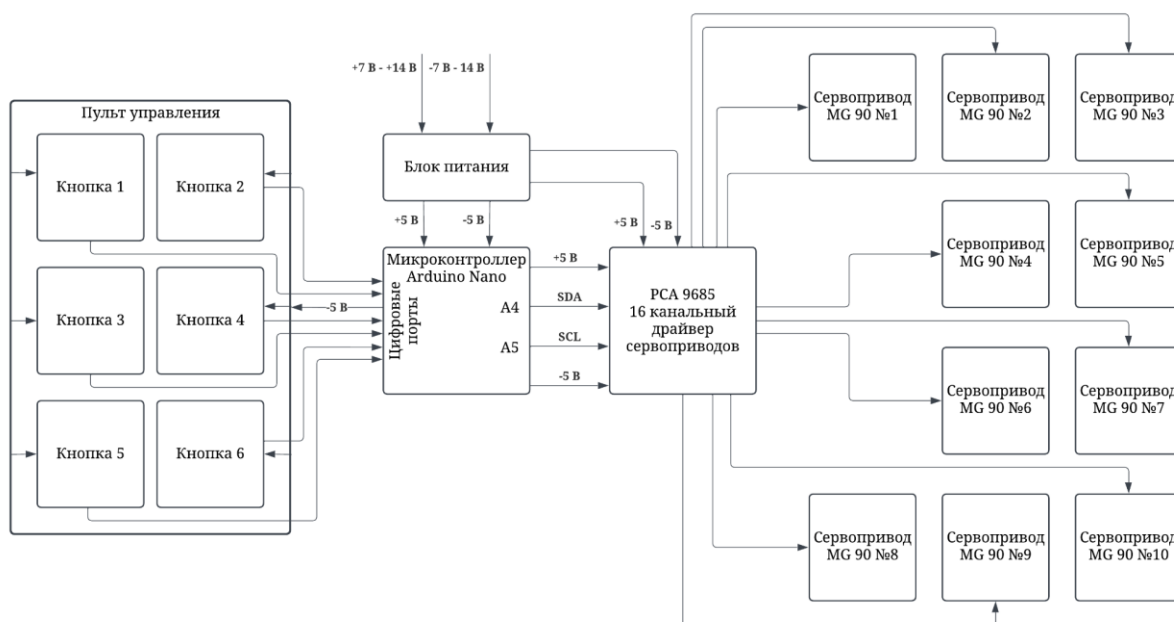 +7 В - +14 В
-7 В - 14 В
Пульт управления
Кнопка 1
Кнопка 2
Кнопка 3
Кнопка 4
Кнопка 5
Кнопка 6
Блок питания
+5 В
-5 В
+5 В
-5 В
Микроконтроллер
Arduino Nano
Цифровые
порты
-5 В
A4
A5
+5 В
SDA
SCL
-5 В
PCA 9685
16 канальный
драйвер
сервоприводов
Сервопривод
MG 90 №1
Сервопривод
MG 90 №2
Сервопривод
MG 90 №3
Сервопривод
MG 90 №4
Сервопривод
MG 90 №5
Сервопривод
MG 90 №6
Сервопривод
MG 90 №7
Сервопривод
MG 90 №8
Сервопривод
MG 90 №9
Сервопривод
MG 90 №10